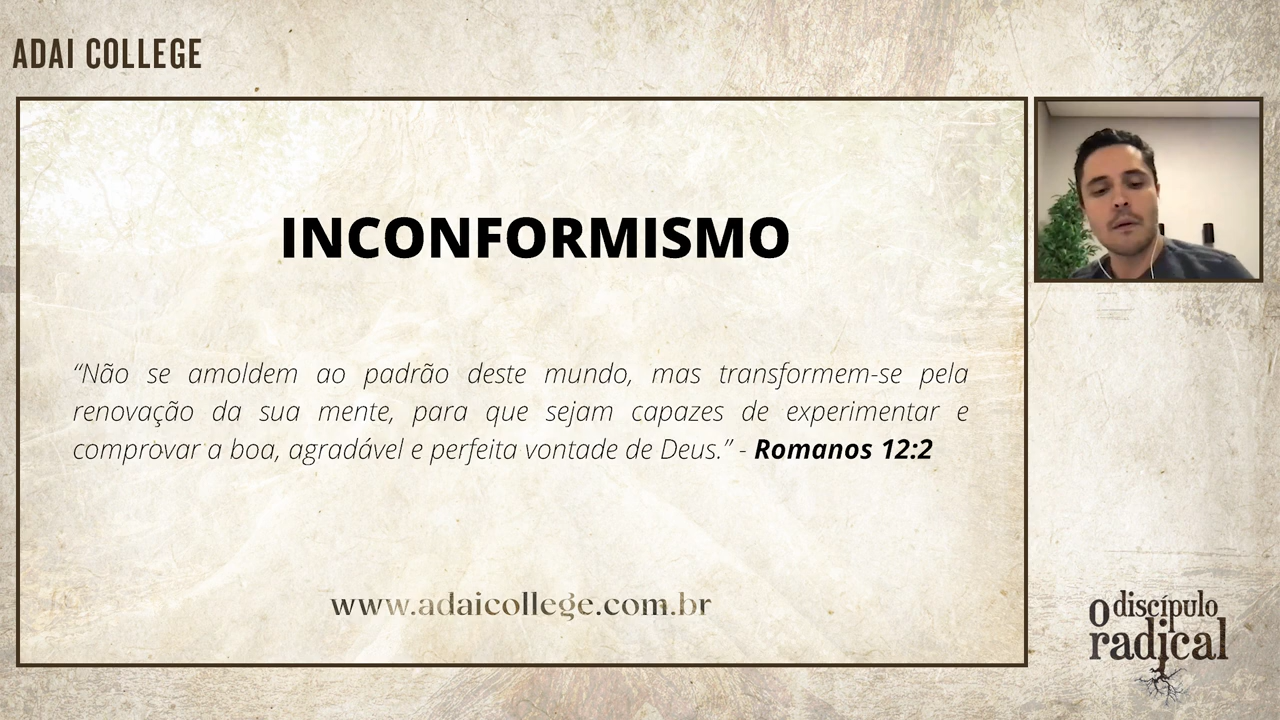 ADAI COLLEGE
INCONFORMISMO
“Não se amoldem ao padrão deste mundo, mas transformem-se pela
renovação da sua mente, para que sejam capazes de experimentar e
comprovar a boa, agradável e perfeita vontade de Deus.” - Romanos 12:2
www.adaicollege.com.br
o discípulo
radical